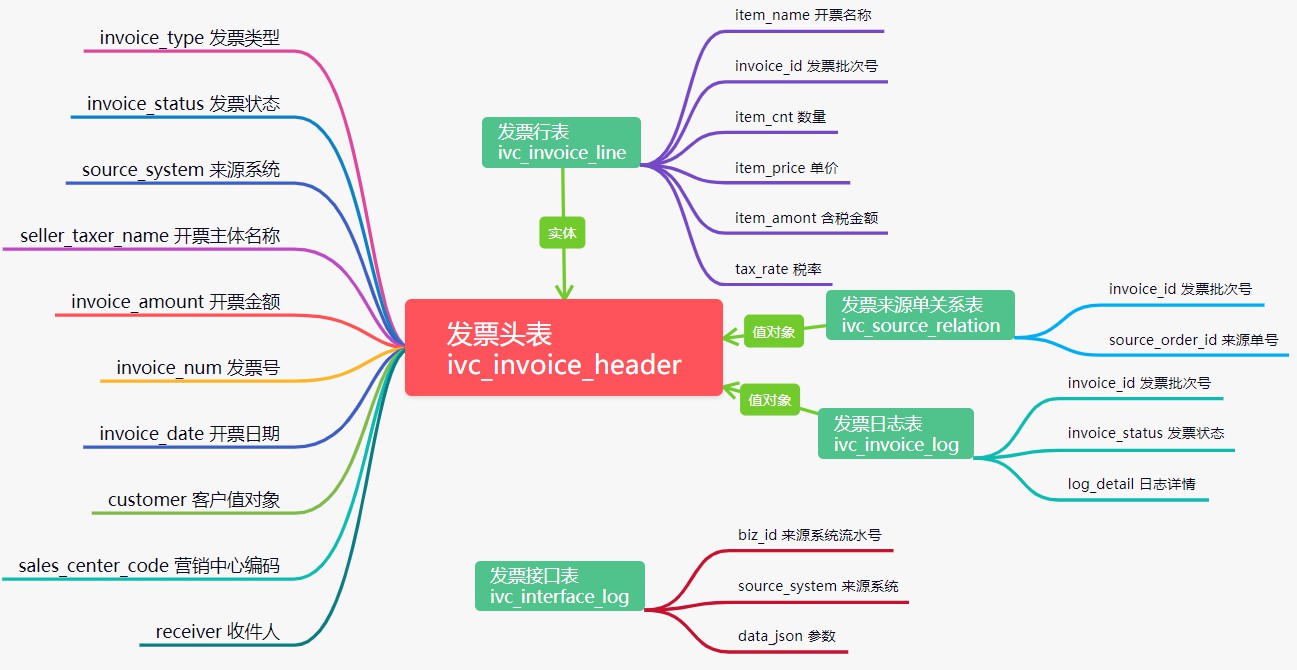 invoice_type 发票类型
invoice_status 发票状态
source_system 来源系统
seller_taxer_name 开票主体名称
invoice_amount 开票金额
invoice_num 发票号
invoice_date 开票日期
customer 客户值对象
sales_center_code 营销中心编码
receiver 收件人
发票头表
ivc_invoice_header
发票行表
ivc_invoice_line
实体
item_name 开票名称
invoice_id 发票批次号
item_cnt 数量
item_price 单价
item_amont 含税金额
tax_rate 税率
值对象
发票来源单关系表
ivc_source_relation
invoice_id 发票批次号
source_order_id 来源单号
值对象
发票日志表
ivc_invoice_log
invoice_id 发票批次号
invoice_status 发票状态
log_detail 日志详情
发票接口表
ivc_interface_log
biz_id 来源系统流水号
source_system 来源系统
data_json 参数